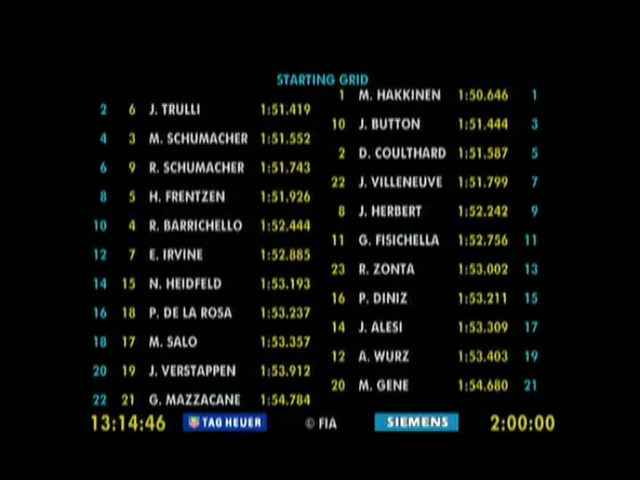 STARTING GRID
1 M. HAKKINEN 1:50.646 1
2 6 J. TRULLI 1:51.419
10 J. BUTTON 1:51.444 3
4 3 M. SCHUMACHER 1:51.552
2 D. COULTHARD 1:51.587 5
6 9 R. SCHUMACHER 1:51.743
22 J. VILLENEUVE 1:51.799 7
8 5 H. FRENTZEN 1:51.926
8 J. HERBERT 1:52.242 9
10 4 R. BARRICHELLO 1:52.444
11 G. FISICHELLA 1:52.756 11
12 7 E. IRVINE 1:52.885
23 R. ZONTA 1:53.002 13
14 15 N. HEIDFELD 1:53.193
16 P. DINIZ 1:53.211 15
16 18 P. DE LA ROSA 1:53.237
14 J. ALESI 1:53.309 17
18 17 M. SALO 1:53.357
12 A. WURZ 1:53.403 19
20 19 J. VERSTAPPEN 1:53.912
20 M. GENE 1:54.680 21
22 21 G. MAZZACANE 1:54.784
13:14:46 TAG HEUER © FIA SIEMENS 2:00:00